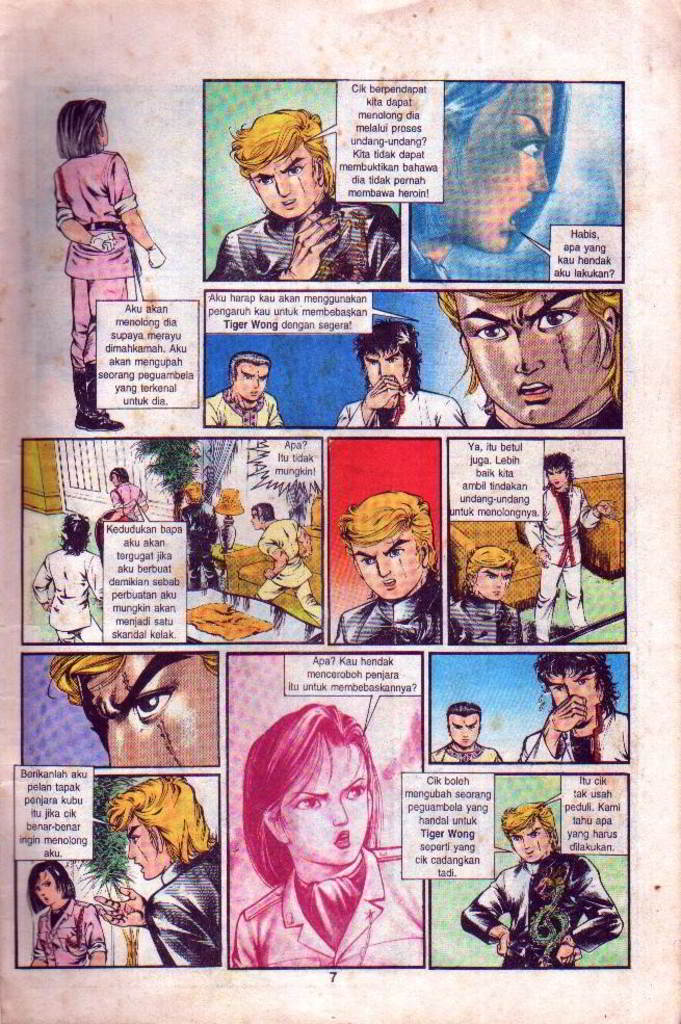 Aku akan
menolong dia
supaya merayu
dimahkamah. Aku
akan mengupah
seorang peguambela
yang terkenal
untuk dia.
Cik berpendapat
kita dapat
menolong dia
melalui proses
undang-undang?
Kita tidak dapat
membuktikan bahawa
dia tidak pernah
membawa heroin!
Habis,
apa yang
kau hendak
aku lakukan?
Aku harap kau akan menggunakan
pengaruh kau untuk membebaskan
Tiger Wong dengan segera!
Kedudukan bapa
aku akan
tergugat jika
aku berbuat
demikian sebab
perbuatan aku
mungkin akan
menjadi satu
skandal kelak.
Apa?
Itu tidak
mungkin!
Ya, itu betul
juga. Lebih
baik kita
ambil tindakan
undang-undang
untuk menolongnya.
Berikanlah aku
pelan tapak
penjara kubu
itu jika cik
benar-benar
ingin menolong
aku.
Apa? Kau hendak
menceroboh penjara
itu untuk membebaskannya?
Cik boleh
mengubah seorang
peguambela yang
handal untuk
Tiger Wong
seperti yang
cik cadangkan
tadi.
Itu cik
tak usah
peduli. Kami
tahu apa
yang harus
dilakukan.
7